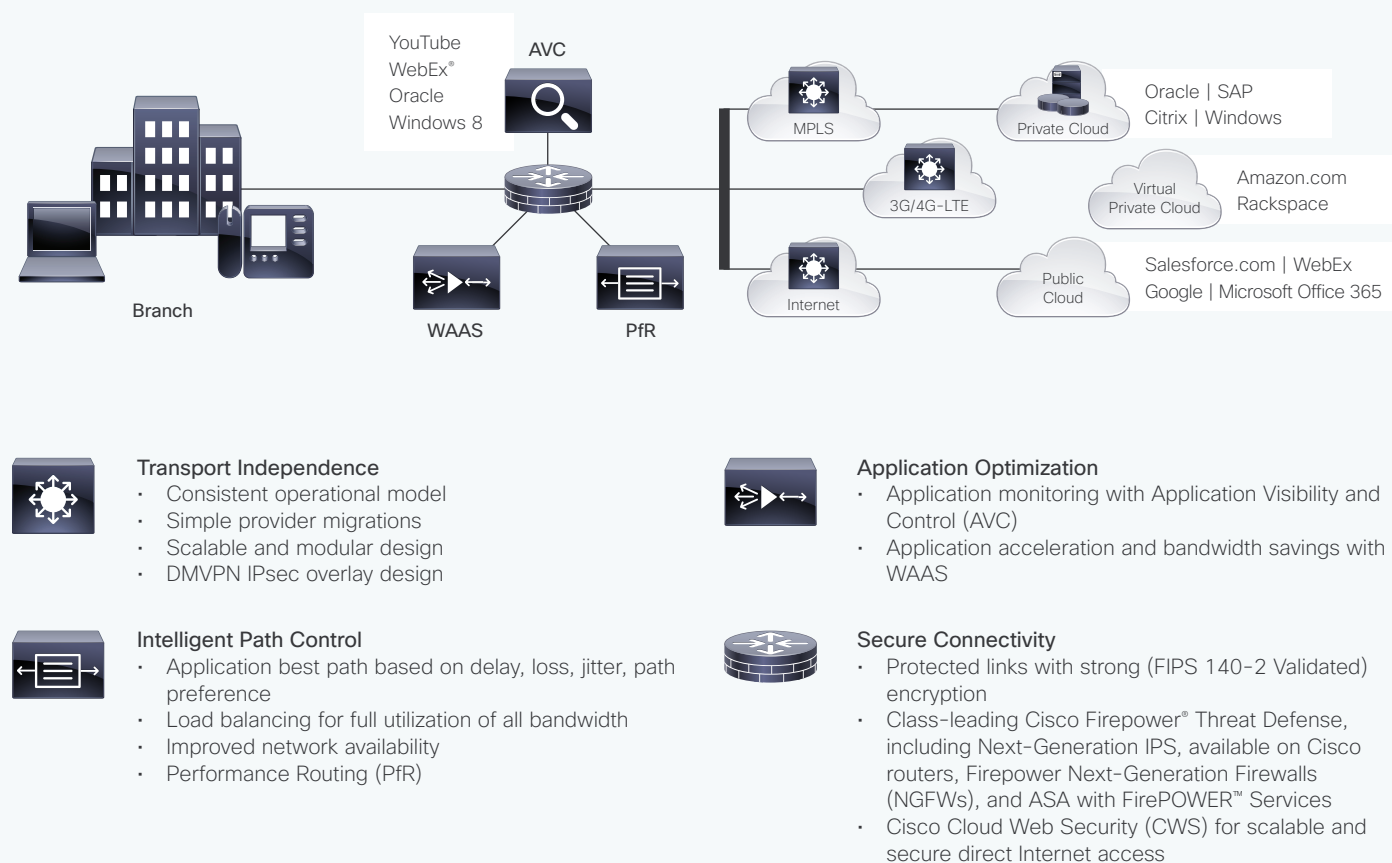 YouTube
WebEx®
Oracle
Windows 8
AVC
Branch
WAAS
PfR
MPLS
Private Cloud
Oracle | SAP
Citrix | Windows
3G/4G-LTE
Virtual
Private Cloud
Amazon.com
Rackspace
Internet
Public
Cloud
Salesforce.com | WebEx
Google | Microsoft Office 365
Transport Independence
· Consistent operational model
· Simple provider migrations
· Scalable and modular design
· DMVPN IPsec overlay design
Intelligent Path Control
· Application best path based on delay, loss, jitter, path
preference
· Load balancing for full utilization of all bandwidth
· Improved network availability
· Performance Routing (PfR)
Application Optimization
· Application monitoring with Application Visibility and
Control (AVC)
· Application acceleration and bandwidth savings with
WAAS
Secure Connectivity
· Protected links with strong (FIPS 140-2 Validated)
encryption
· Class-leading Cisco Firepower® Threat Defense,
including Next-Generation IPS, available on Cisco
routers, Firepower Next-Generation Firewalls
(NGFWs), and ASA with FirePOWER™ Services
· Cisco Cloud Web Security (CWS) for scalable and
secure direct Internet access